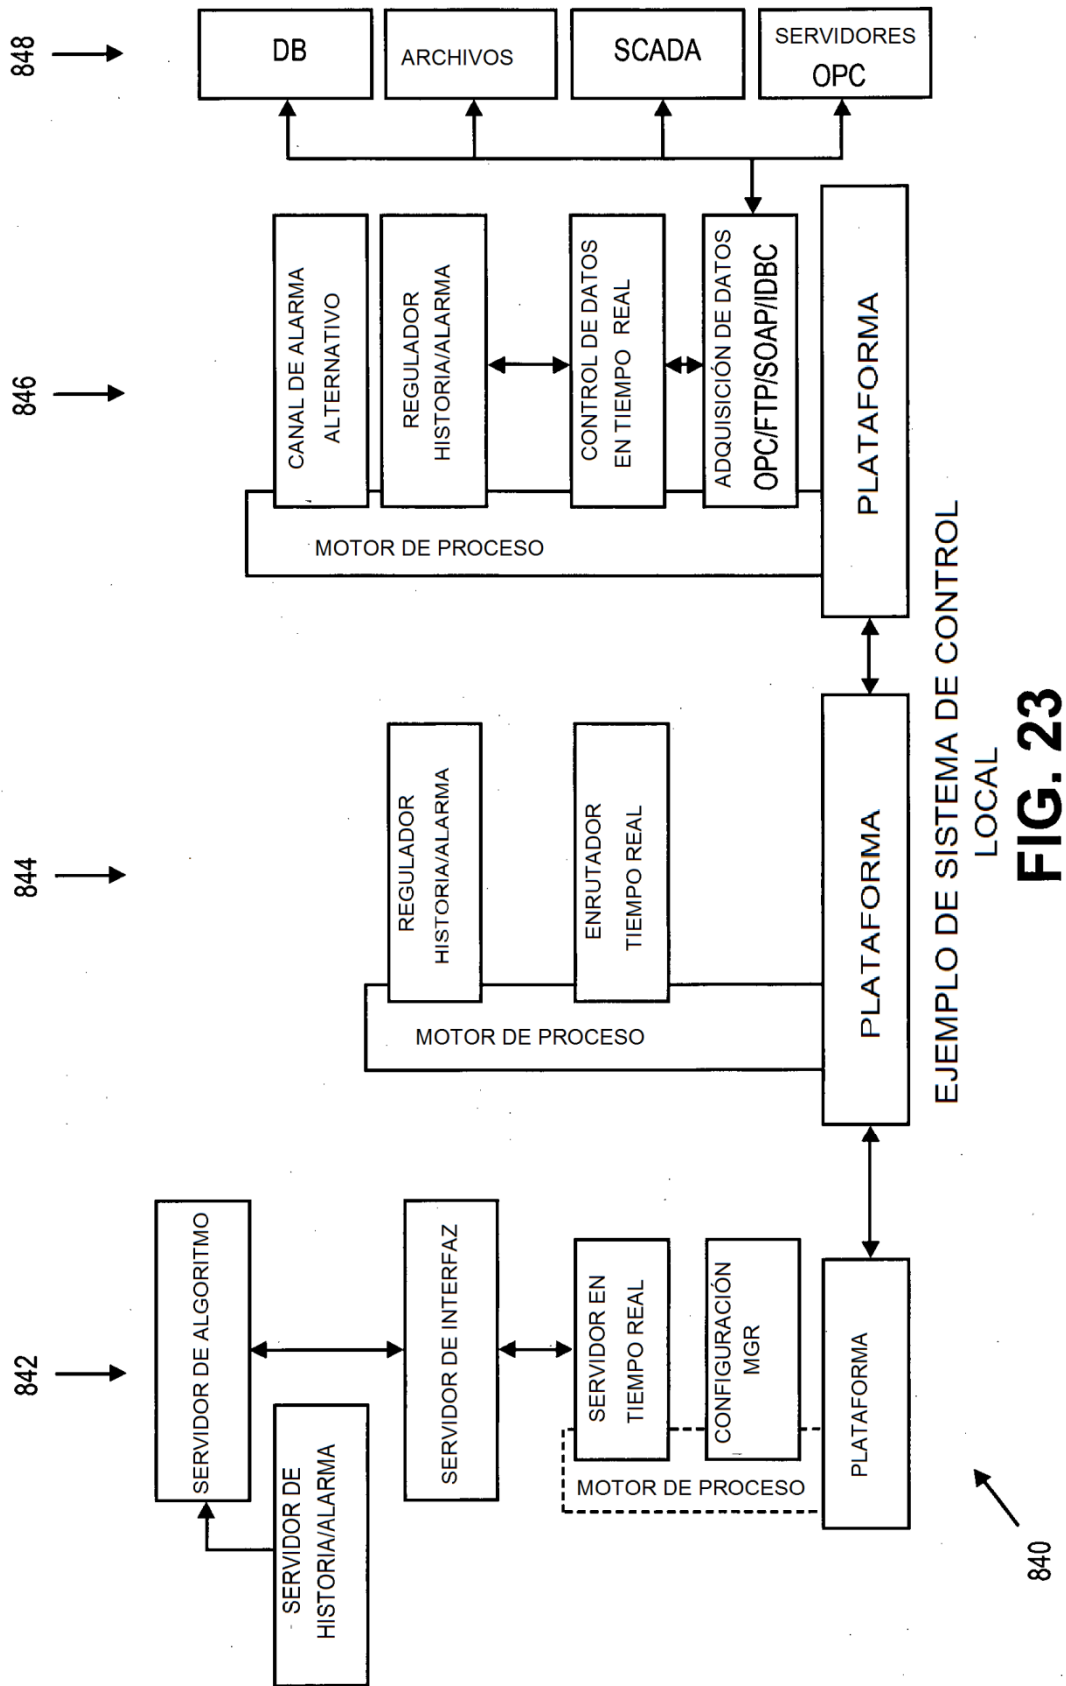 842
844
846
848
SERVIDOR DE ALGORITMO
SERVIDOR DE
HISTORIA/ALARMA
SERVIDOR DE INTERFAZ
SERVIDOR EN
TIEMPO REAL
CONFIGURACIÓN
MGR
MOTOR DE PROCESO
PLATAFORMA
REGULADOR
HISTORIA/ALARMA
ENRUTADOR
TIEMPO REAL
MOTOR DE PROCESO
PLATAFORMA
CANAL DE ALARMA
ALTERNATIVO
REGULADOR
HISTORIA/ALARMA
CONTROL DE DATOS
EN TIEMPO REAL
ADQUISICIÓN DE DATOS
OPC/FTP/SOAP/IDBC
MOTOR DE PROCESO
PLATAFORMA
DB
ARCHIVOS
SCADA
SERVIDORES
OPC
840
EJEMPLO DE SISTEMA DE CONTROL
LOCAL
FIG. 23